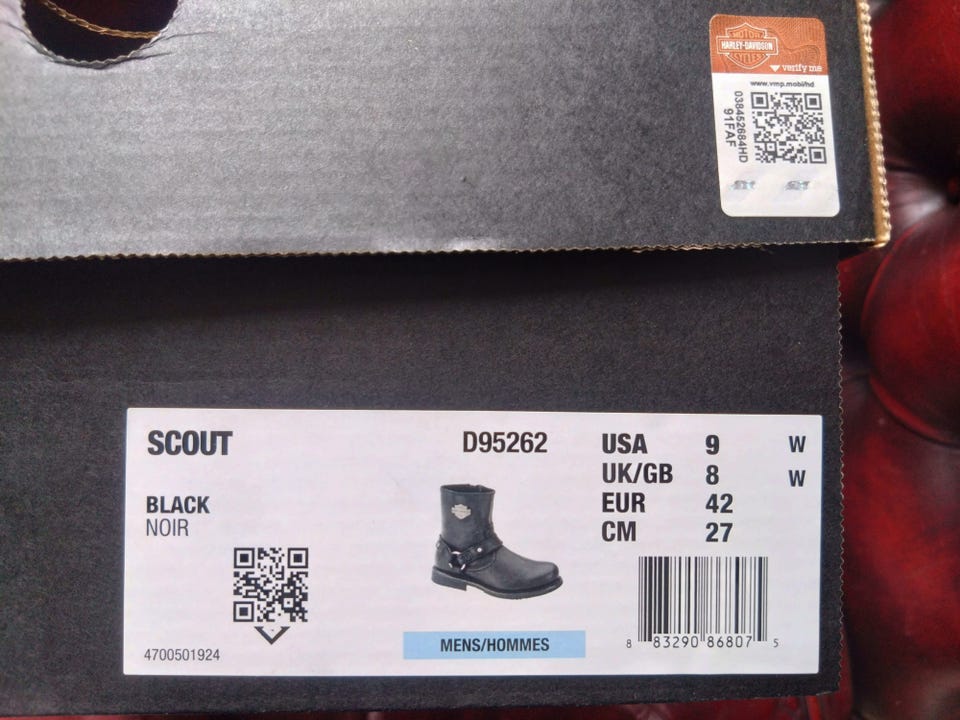 MOTOR
HARLEY-DAVIDSON
CYCLES
verify me
www.vmp.mobi/hd
038452684HD
91FAF
SCOUT
D95262
USA 9 W
UK/GB 8 W
EUR 42
CM 27
BLACK
NOIR
MENS/HOMMES
4700501924
8 83290 86807 5